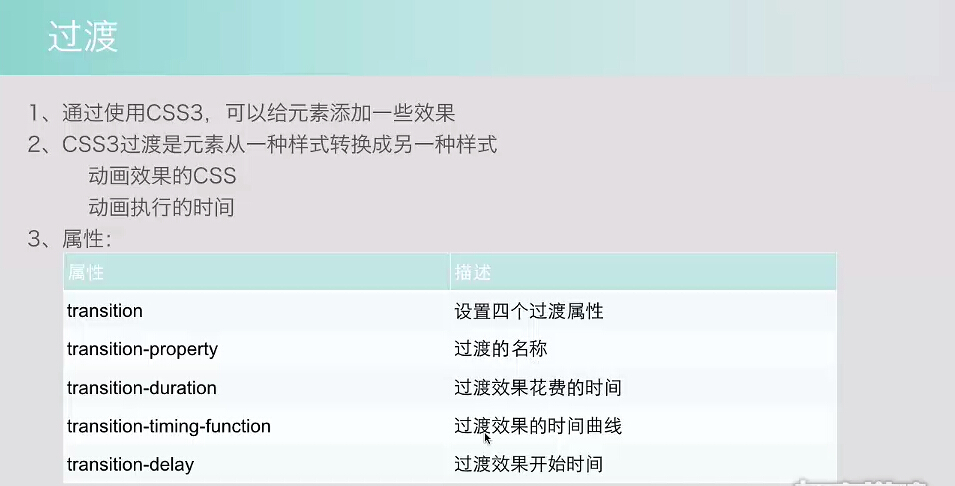 过渡
1、通过使用CSS3，可以给元素添加一些效果
2、CSS3过渡是元素从一种样式转换成另一种样式
动画效果的CSS
动画执行的时间
3、属性：
属性 描述
transition 设置四个过渡属性
transition-property 过渡的名称
transition-duration 过渡效果花费的时间
transition-timing-function 过渡效果的时间曲线
transition-delay 过渡效果开始时间